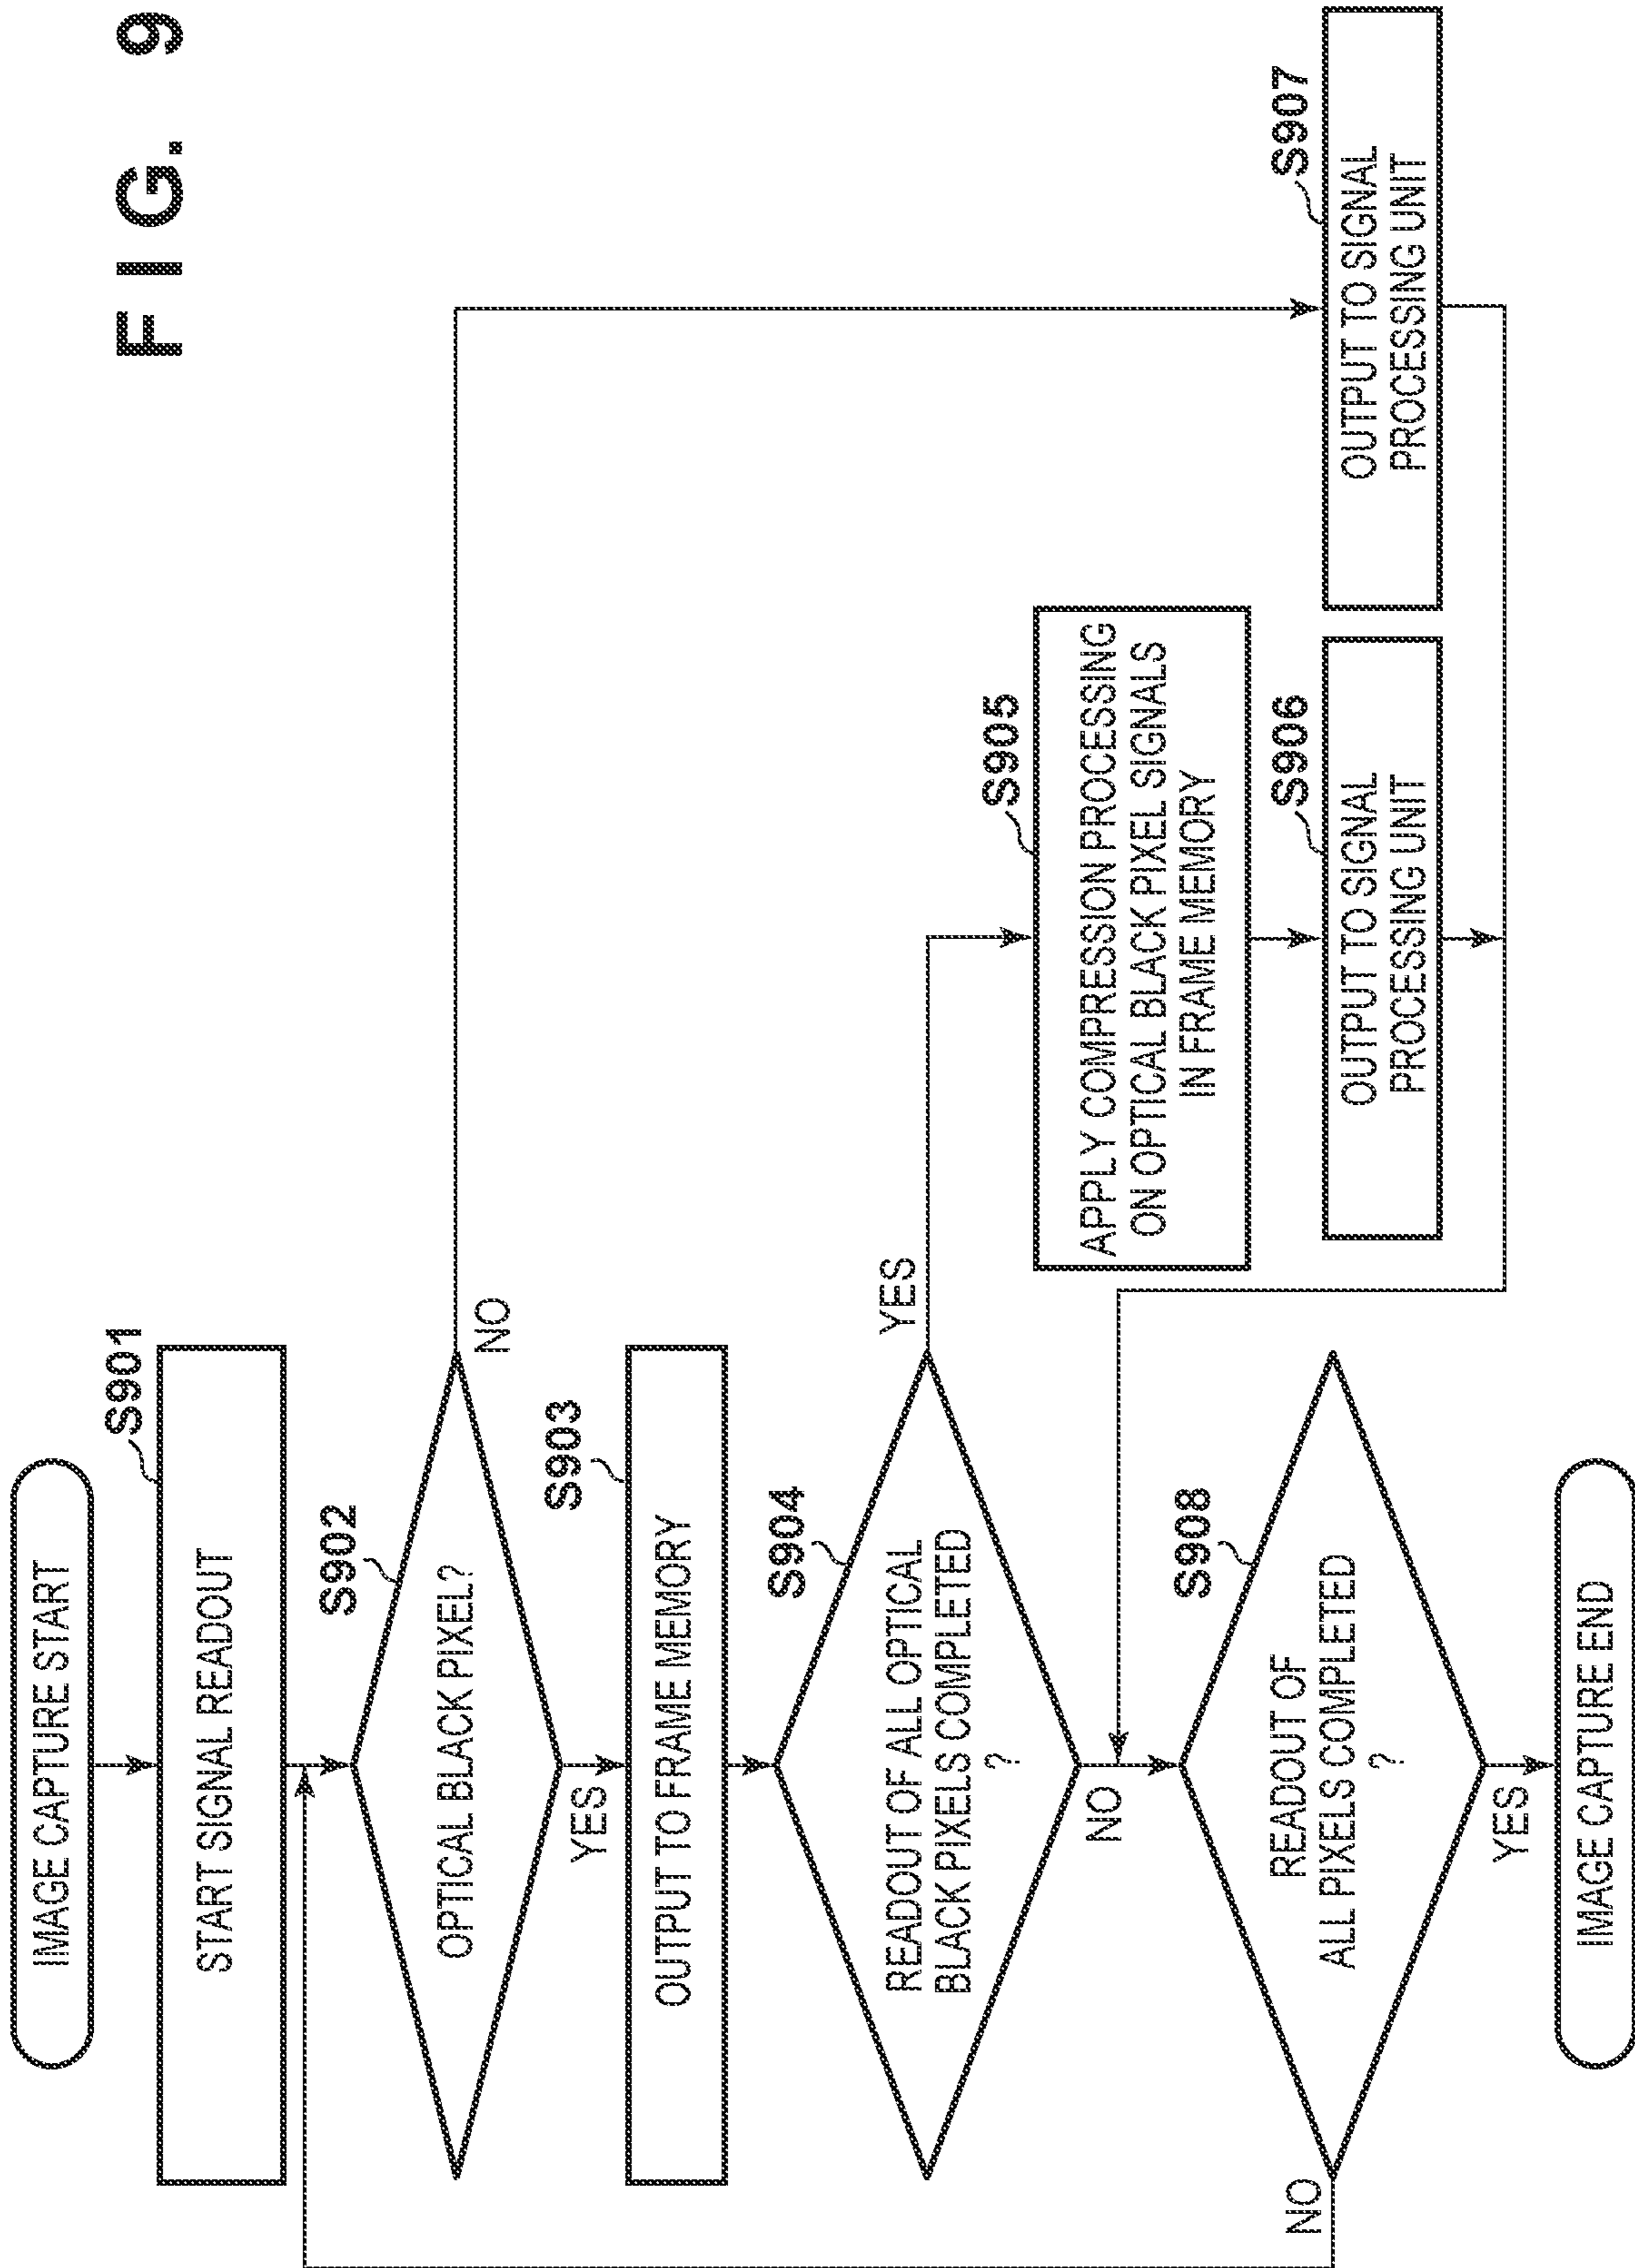 FIG. 9
IMAGE CAPTURE START
S901
START SIGNAL READOUT
S902
OPTICAL BLACK PIXEL?
NO
YES
S903
OUTPUT TO FRAME MEMORY
S904
READOUT OF ALL OPTICAL
BLACK PIXELS COMPLETED
?
YES
NO
S905
APPLY COMPRESSION PROCESSING
ON OPTICAL BLACK PIXEL SIGNALS
IN FRAME MEMORY
S906
OUTPUT TO SIGNAL
PROCESSING UNIT
S907
OUTPUT TO SIGNAL
PROCESSING UNIT
S908
READOUT OF
ALL PIXELS COMPLETED
?
NO
YES
IMAGE CAPTURE END